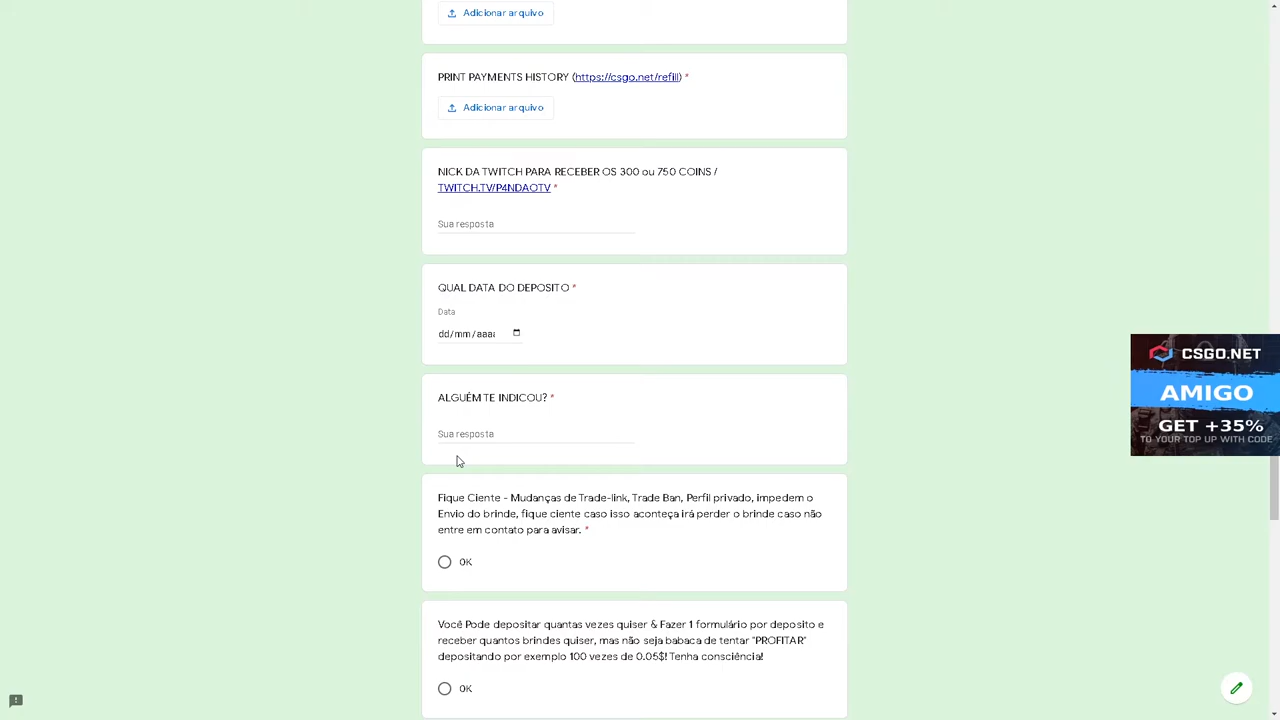 Adicionar arquivo
PRINT PAYMENTS HISTORY (https://csgo.net/refill) *
Adicionar arquivo
NICK DA TWITCH PARA RECEBER OS 300 ou 750 COINS /
TWITCH.TV/P4NDAOTV *
Sua resposta
QUAL DATA DO DEPOSITO *
Data
dd/mm/aaaa
ALGUÉM TE INDICOU? *
Sua resposta
Fique Ciente - Mudanças de Trade-link, Trade Ban, Perfil privado, impedem o
Envio do brinde, fique ciente caso isso aconteça irá perder o brinde caso não
entre em contato para avisar. *
OK
Você Pode depositar quantas vezes quiser & Fazer 1 formulário por deposito e
receber quantos brindes quiser, mas não seja babaca de tentar "PROFITAR"
depositando por exemplo 100 vezes de 0.05$! Tenha consciência!
OK
CSGO.NET
AMIGO
GET +35%
TO YOUR TOP UP WITH CODE